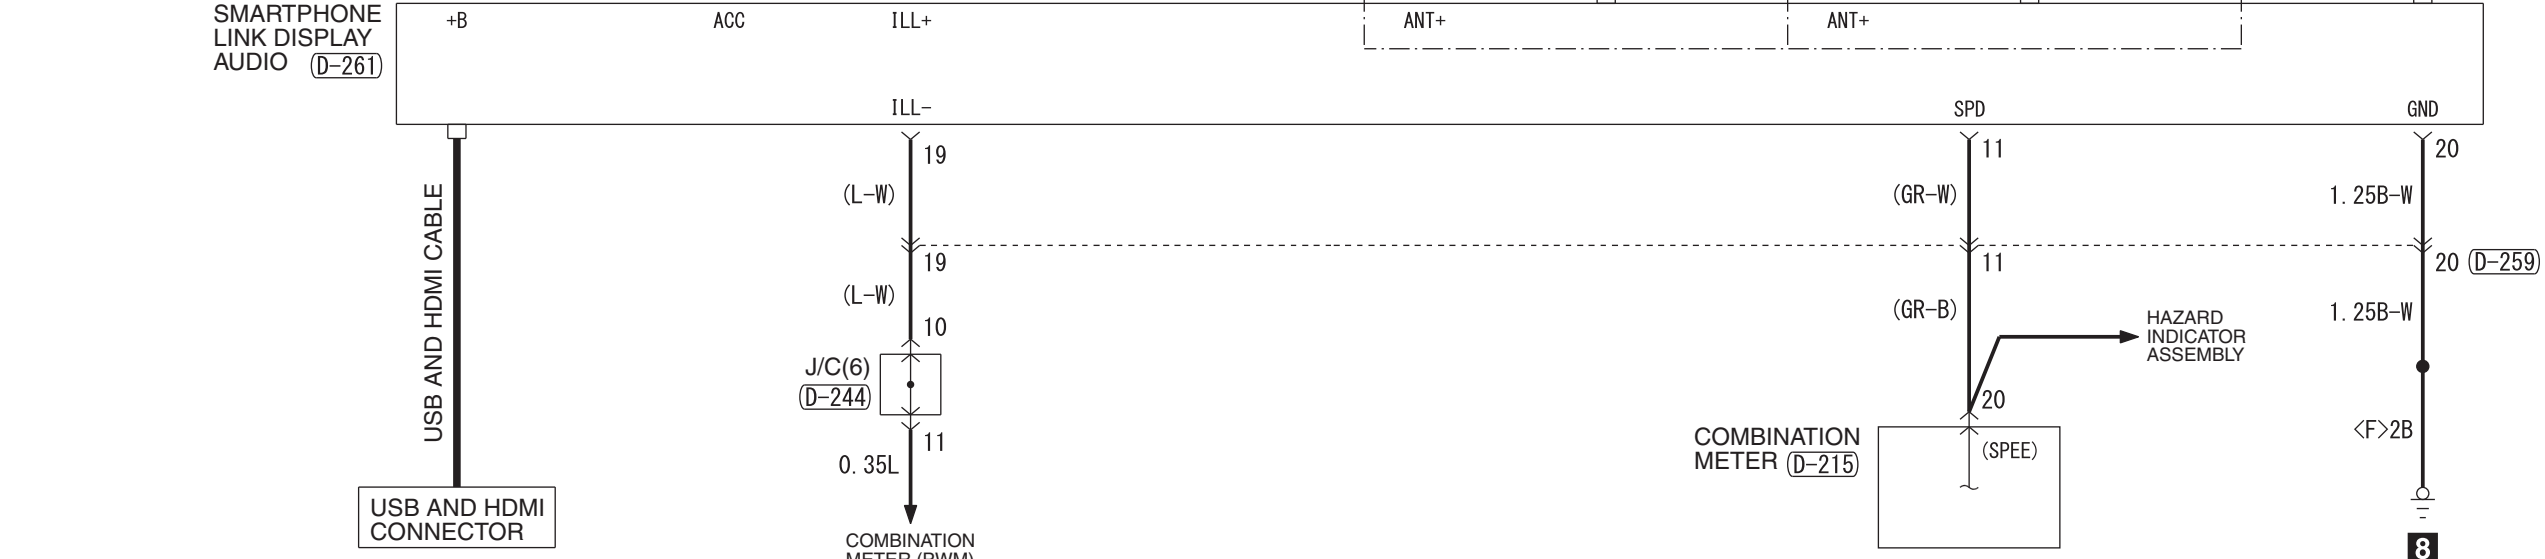 SMARTPHONE
LINK DISPLAY
AUDIO (D-261)
+B ACC ILL+ ANT+ ANT+
ILL- SPD GND
19 11 20
(L-W) (GR-W) 1.25B-W
19 11 20 (D-259)
(L-W) (GR-B) 1.25B-W
10
USB AND HDMI CABLE
HAZARD
INDICATOR
ASSEMBLY
J/C(6)
(D-244)
20
11
0.35L
COMBINATION
METER (D-215)
(SPEE)
<F>2B
USB AND HDMI
CONNECTOR
COMBINATION
METER (PWM)
8